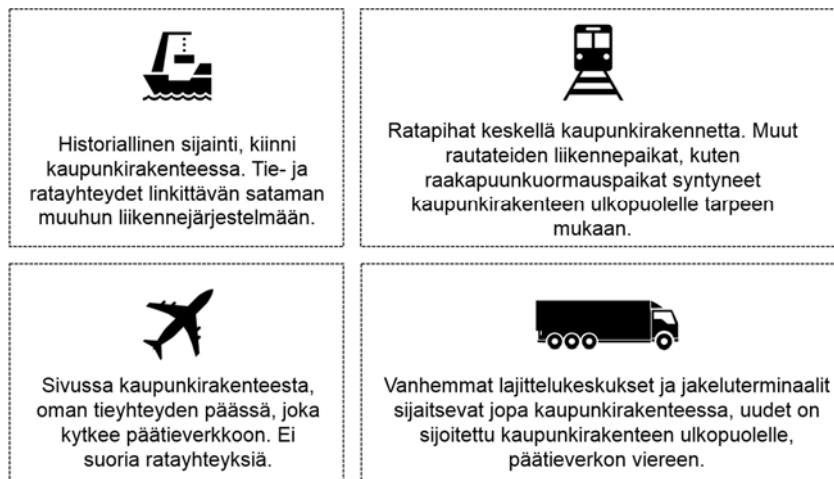 Historiallinen sijainti, kiinni
kaupunkirakenteessa. Tie- ja
ratayhteydet linkittävän sataman
muuhun liikennejärjestelmään.
Ratapihat keskellä kaupunkirakennetta. Muut
rautateiden liikennepaikat, kuten
raakapuunkuormauspaikat syntyneet
kaupunkirakenteen ulkopuolelle tarpeen
mukaan.
Sivussa kaupunkirakenteesta,
oman tieyhteyden päässä, joka
kytkee päätieverkkoon. Ei
suoria ratayhteyksiä.
Vanhemmat lajittelukeskukset ja jakeluterminaalit
sijaitsevat jopa kaupunkirakenteessa, uudet on
sijoitettu kaupunkirakenteen ulkopuolelle,
päätieverkon viereen.